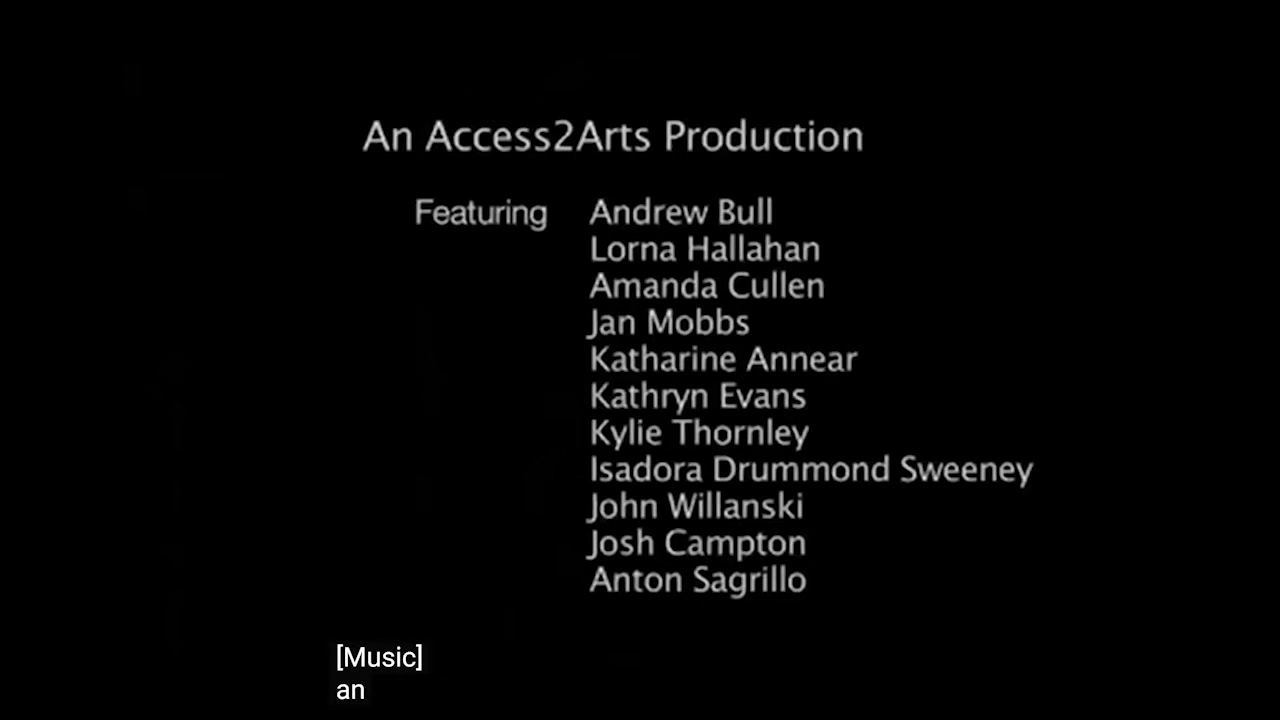 An Access2Arts Production
Featuring Andrew Bull
Lorna Hallahan
Amanda Cullen
Jan Mobbs
Katharine Annear
Kathryn Evans
Kylie Thornley
Isadora Drummond Sweeney
John Willanski
Josh Campton
Anton Sagrillo
[Music]
an